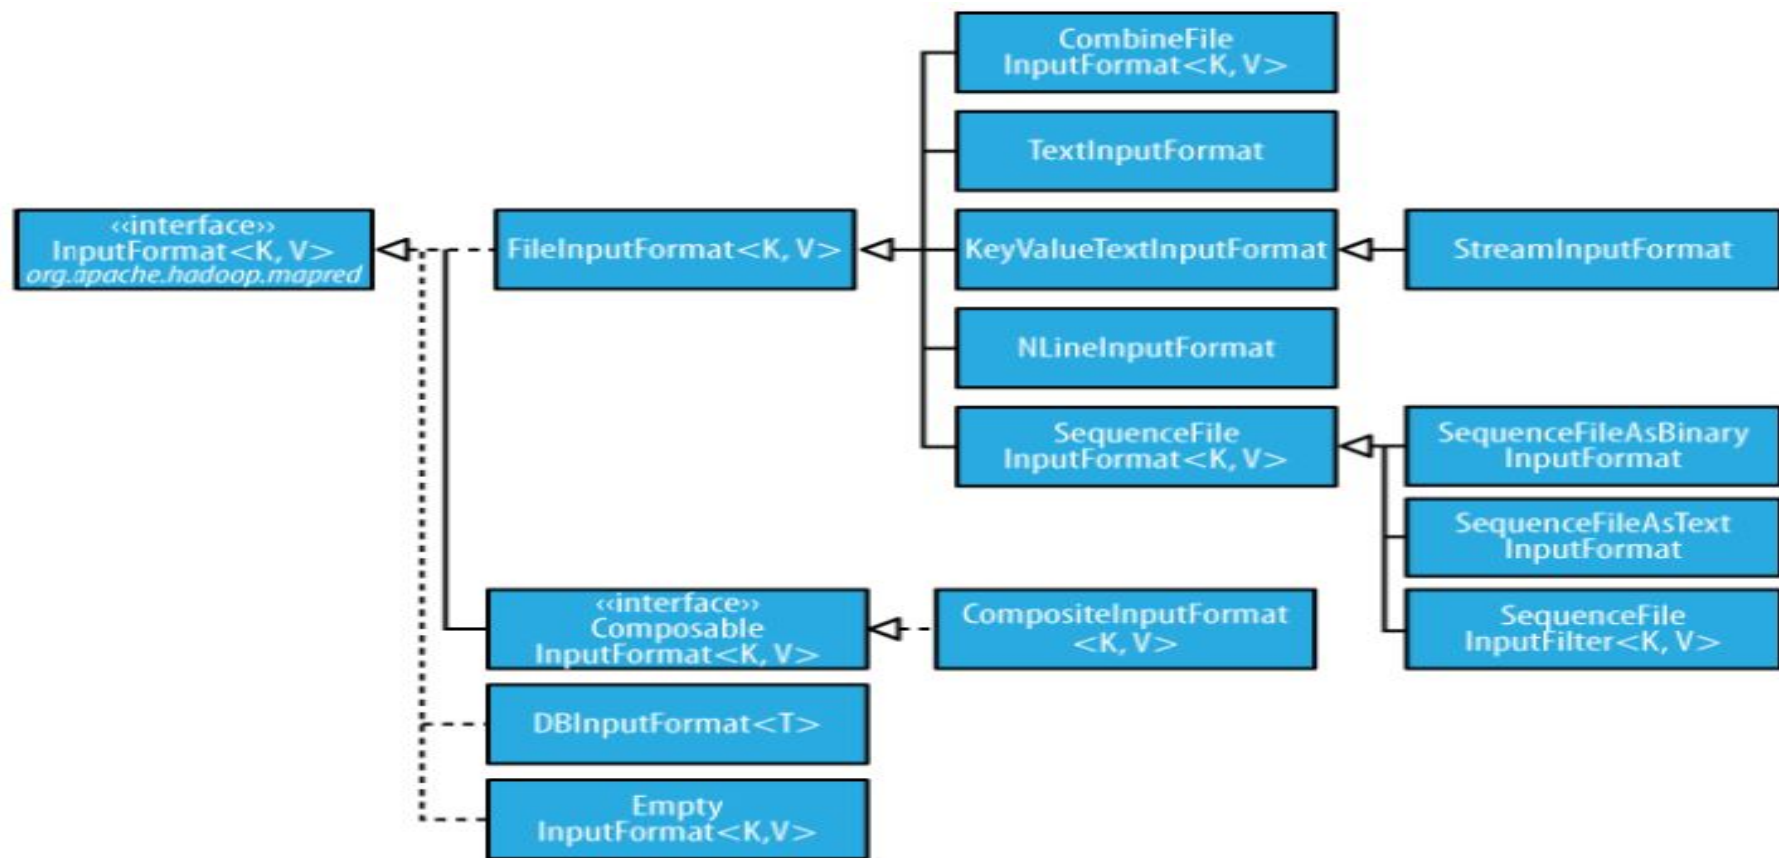 CombineFile
InputFormat<K, V>
TextInputFormat
‹‹interface››
InputFormat<K, V>
org.apache.hadoop.mapred
FileInputFormat<K, V>
KeyValueTextInputFormat
StreamInputFormat
NLineInputFormat
SequenceFile
InputFormat<K, V>
SequenceFileAsBinary
InputFormat
SequenceFileAsText
InputFormat
‹‹interface››
Composable
InputFormat<K, V>
CompositeInputFormat
<K, V>
SequenceFile
InputFilter<K, V>
DBInputFormat<T>
Empty
InputFormat<K,V>